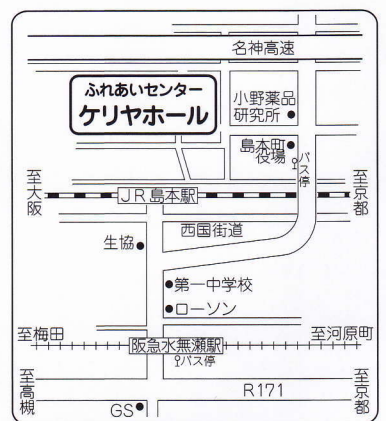 名神高速
ふれあいセンター
ケリヤホール
小野薬品
研究所
島本町
役場
バス停
至大阪
JR島本駅
至京都
西国街道
生協
第一中学校
ローソン
至梅田
阪急水無瀬駅
至河原町
バス停
至高槻
R171
至京都
GS